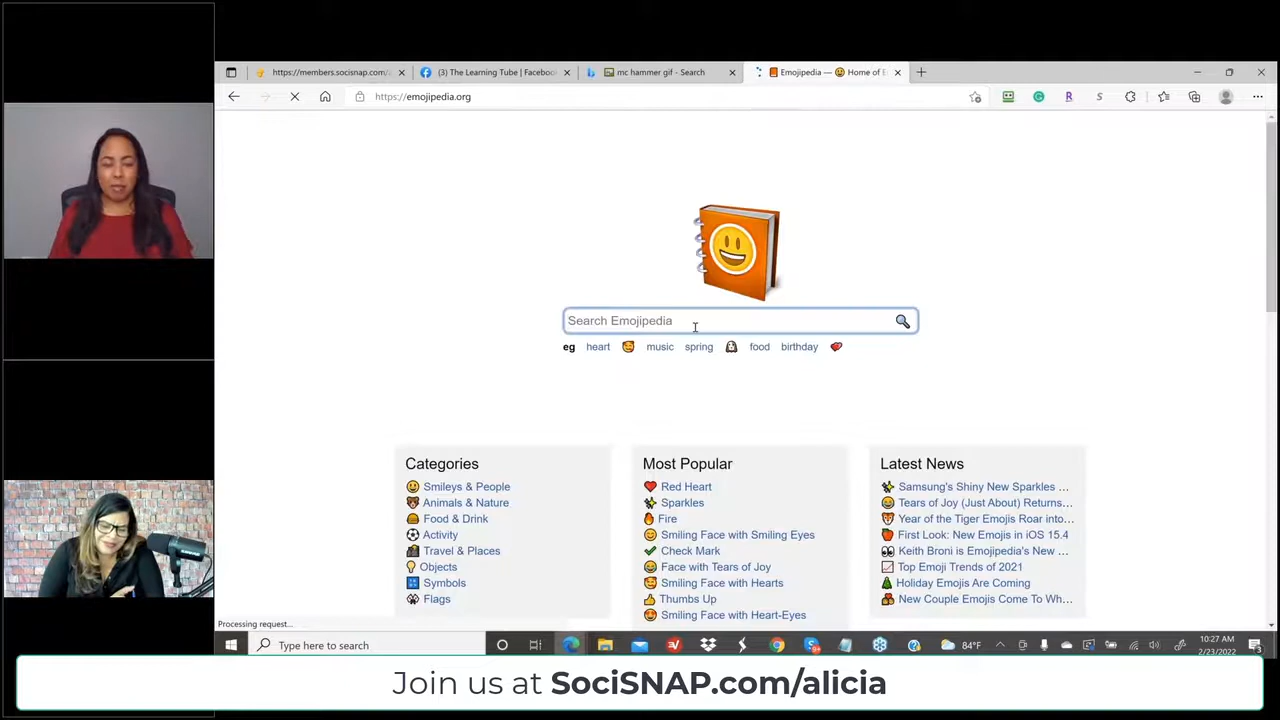 https://members.socisnap.com/
(3) The Learning Tube | Facebook
mc hammer gif - Search
Emojipedia — 😃 Home of E
https://emojipedia.org
Search Emojipedia
eg heart 🥰 music spring food birthday
Categories
Smileys & People
Animals & Nature
Food & Drink
Activity
Travel & Places
Objects
Symbols
Flags
Most Popular
Red Heart
Sparkles
Fire
Smiling Face with Smiling Eyes
Check Mark
Face with Tears of Joy
Smiling Face with Hearts
Thumbs Up
Smiling Face with Heart-Eyes
Latest News
Samsung's Shiny New Sparkles ...
Tears of Joy (Just About) Returns...
Year of the Tiger Emojis Roar into...
First Look: New Emojis in iOS 15.4
Keith Broni is Emojipedia's New ...
Top Emoji Trends of 2021
Holiday Emojis Are Coming
New Couple Emojis Come To Wh...
Processing request...
Type here to search
84°F
10:27 AM
2/23/2022
Join us at SociSNAP.com/alicia